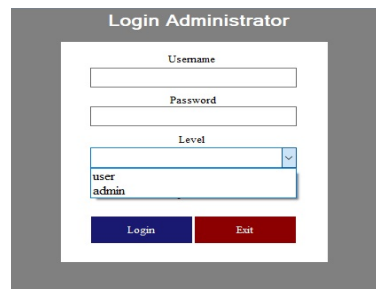 Login Administrator
Username
Password
Level
user
admin
Login Exit